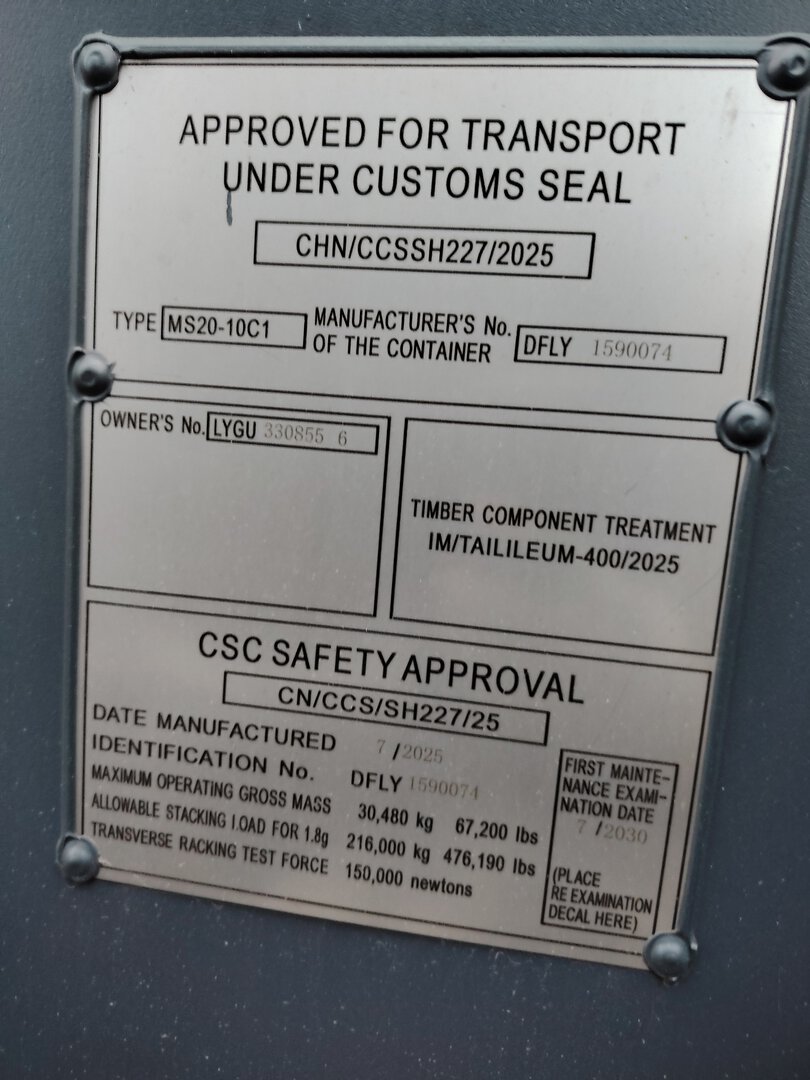 APPROVED FOR TRANSPORT
UNDER CUSTOMS SEAL
CHN/CCSSH227/2025
TYPE MS20-10C1
MANUFACTURER'S No.
OF THE CONTAINER
DFLY 1590074
OWNER'S No. LYGU 330855 6
TIMBER COMPONENT TREATMENT
IM/TAILILEUM-400/2025
CSC SAFETY APPROVAL
CN/CCS/SH227/25
DATE MANUFACTURED 7 /2025
IDENTIFICATION No. DFLY 1590074
MAXIMUM OPERATING GROSS MASS 30,480 kg 67,200 lbs
ALLOWABLE STACKING LOAD FOR 1.8g 216,000 kg 476,190 lbs
TRANSVERSE RACKING TEST FORCE 150,000 newtons
FIRST MAINTE-
NANCE EXAMI-
NATION DATE
7 /2030
(PLACE
RE EXAMINATION
DECAL HERE)